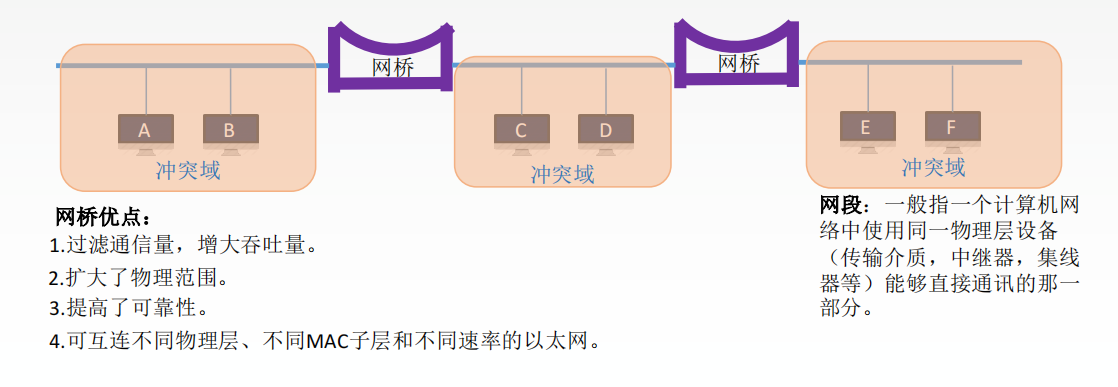 网桥
网桥
A
B
C
D
E
F
冲突域
冲突域
冲突域
网桥优点：
1.过滤通信量，增大吞吐量。
2.扩大了物理范围。
3.提高了可靠性。
4.可互连不同物理层、不同MAC子层和不同速率的以太网。
网段：一般指一个计算机网
络中使用同一物理层设备
（传输介质，中继器，集线
器等）能够直接通讯的那一
部分。